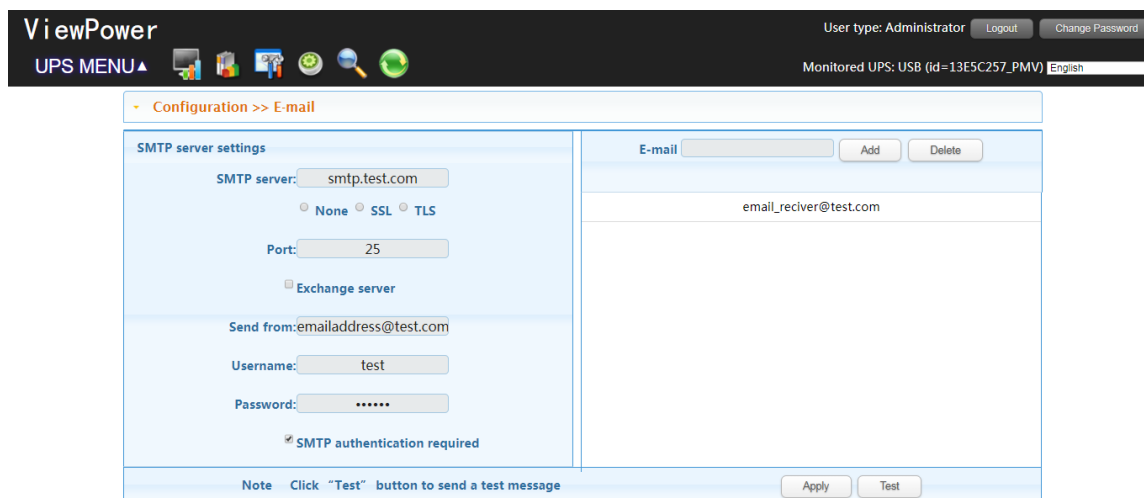 ViewPower
User type: Administrator Logout Change Password
UPS MENU▲
Monitored UPS: USB (id=13E5C257_PMV) English
Configuration >> E-mail
SMTP server settings
E-mail Add Delete
SMTP server: smtp.test.com
email_reciver@test.com
None SSL TLS
Port: 25
Exchange server
Send from: emailaddress@test.com
Username: test
Password: ••••••
SMTP authentication required
Note Click “Test” button to send a test message
Apply Test